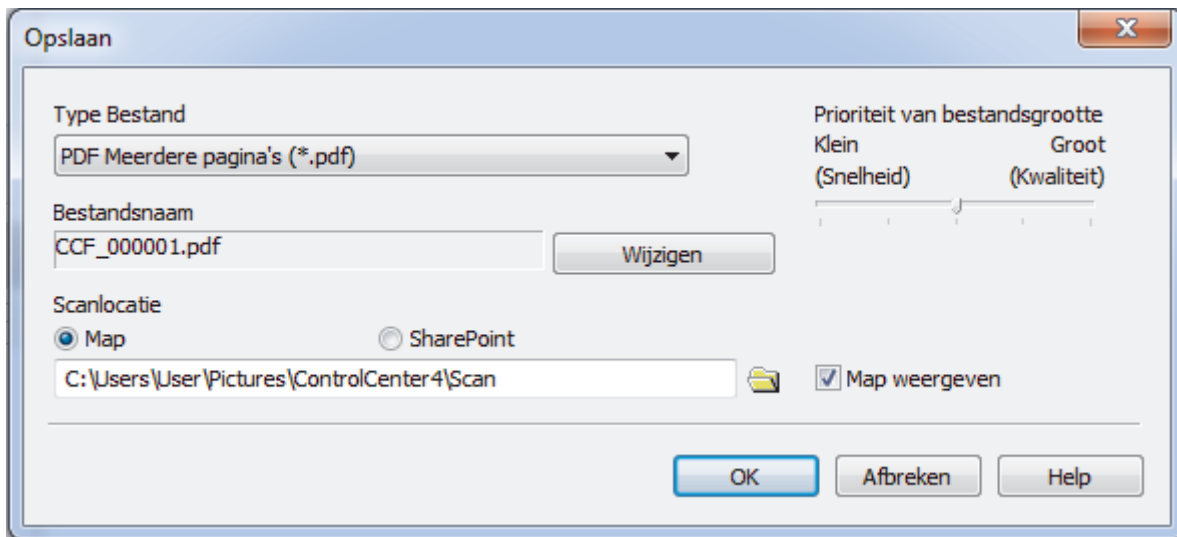 Opslaan
X
Type Bestand
PDF Meerdere pagina's (*.pdf)
Prioriteit van bestandsgrootte
Klein Groot
(Snelheid) (Kwaliteit)
Bestandsnaam
CCF_000001.pdf
Wijzigen
Scanlocatie
Map SharePoint
C:\Users\User\Pictures\ControlCenter4\Scan
Map weergeven
OK Afbreken Help